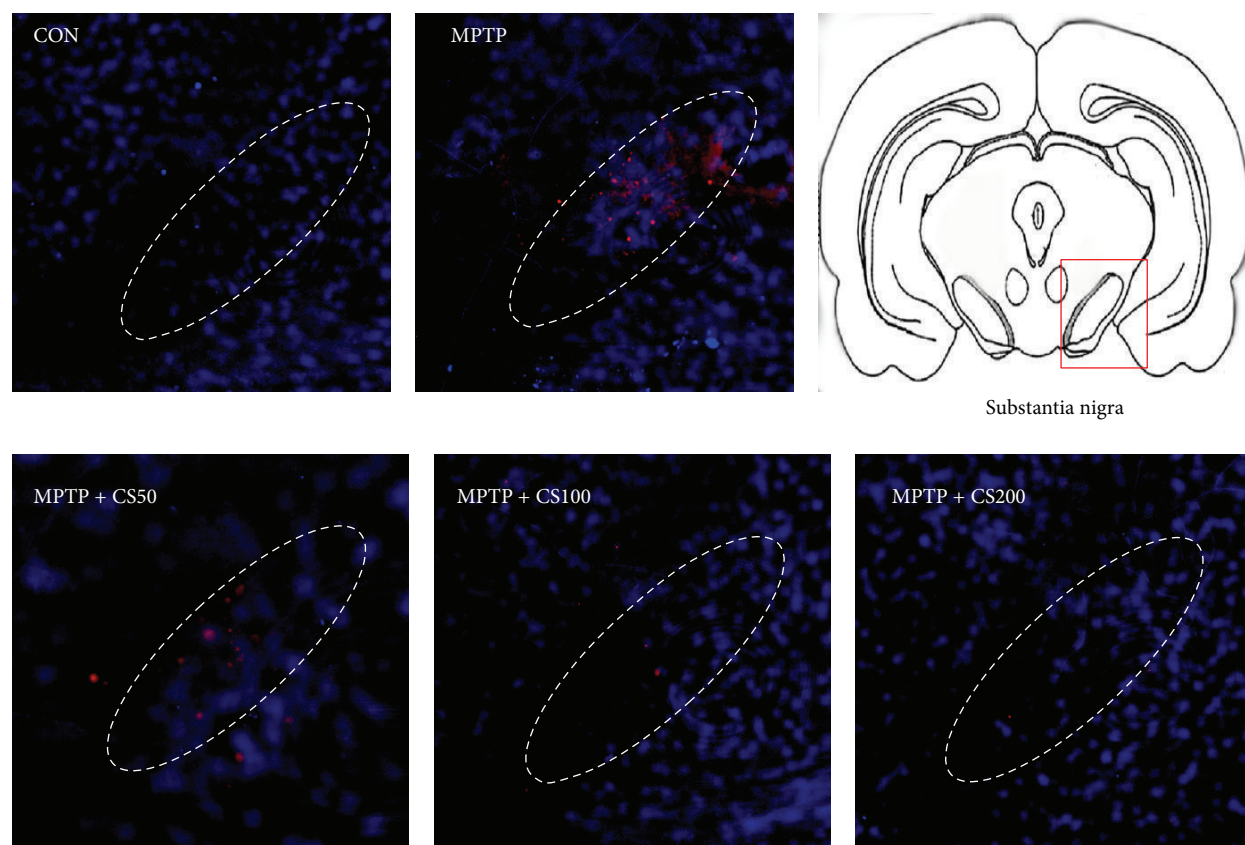 CON
MPTP
Substantia nigra
MPTP + CS50
MPTP + CS100
MPTP + CS200